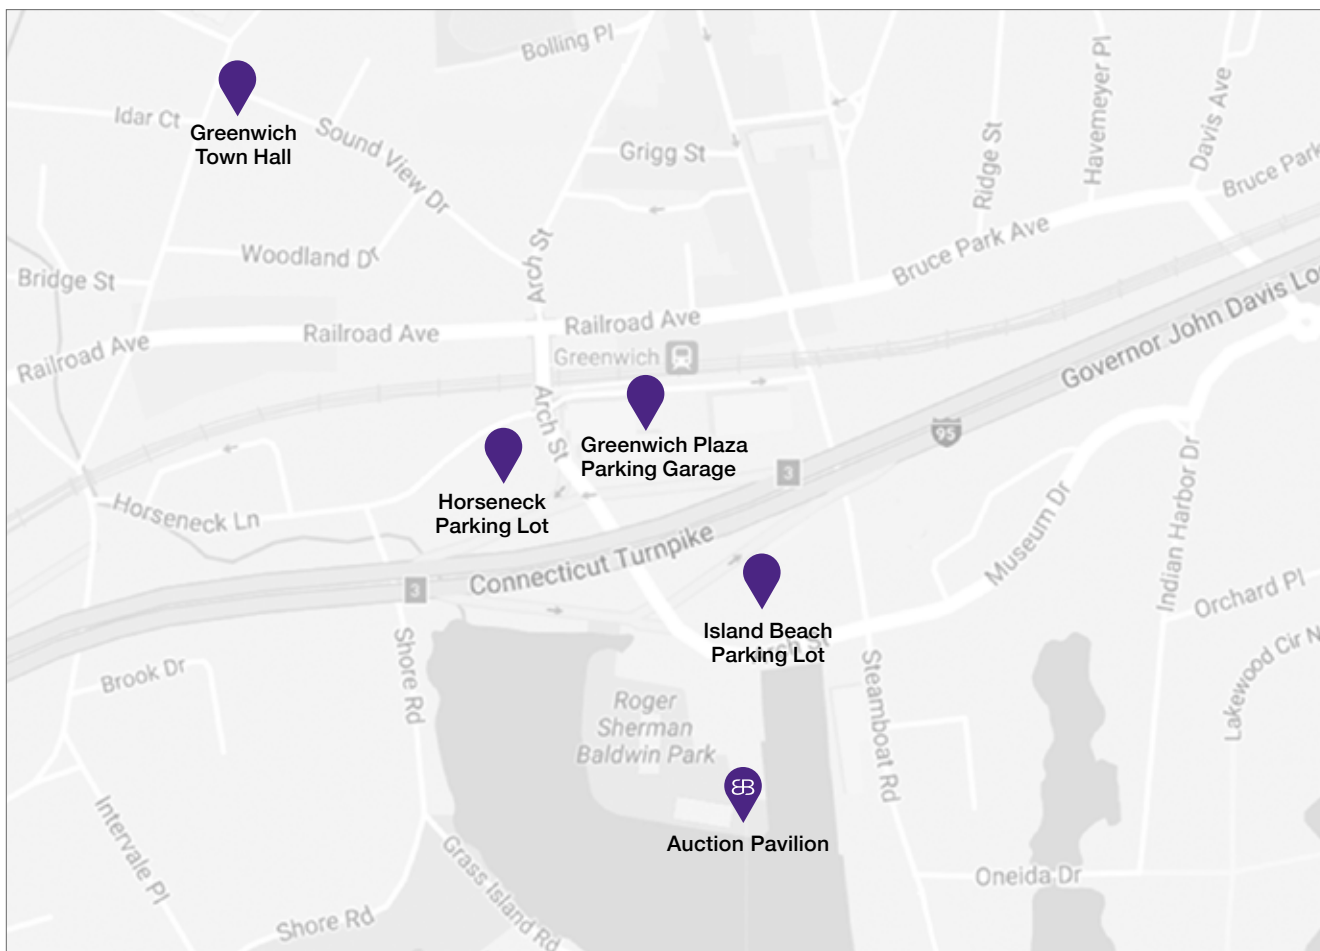 Bolling Pl
Idar Ct
Greenwich
Town Hall
Sound View Dr
Grigg St
Ridge St
Havemeyer Pl
Davis Ave
Bruce Park
Woodland Dr
Arch St
Bridge St
Bruce Park Ave
Railroad Ave
Railroad Ave
Railroad Ave
Greenwich
Governor John Davis Lo
Arch St
Greenwich Plaza
Parking Garage
95
3
Horseneck
Parking Lot
Horseneck Ln
Connecticut Turnpike
3
Museum Dr
Indian Harbor Dr
Orchard Pl
Island Beach
Parking Lot
Arch St
Shore Rd
Brook Dr
Steamboat Rd
Lakewood Cir N
Roger
Sherman
Baldwin Park
Auction Pavilion
Intervale Pl
Grass Island Rd
Oneida Dr
Shore Rd